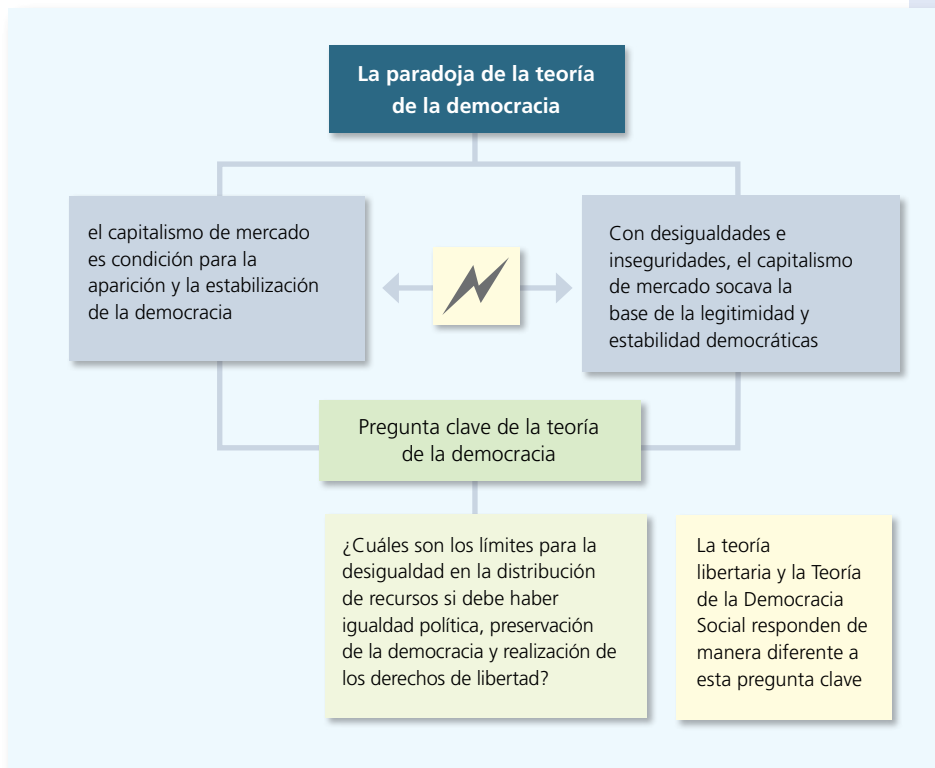 La paradoja de la teoría
de la democracia
el capitalismo de mercado
es condición para la
aparición y la estabilización
de la democracia
Con desigualdades e
inseguridades, el capitalismo
de mercado socava la
base de la legitimidad y
estabilidad democráticas
Pregunta clave de la teoría
de la democracia
¿Cuáles son los límites para la
desigualdad en la distribución
de recursos si debe haber
igualdad política, preservación
de la democracia y realización de
los derechos de libertad?
La teoría
libertaria y la Teoría
de la Democracia
Social responden de
manera diferente a
esta pregunta clave